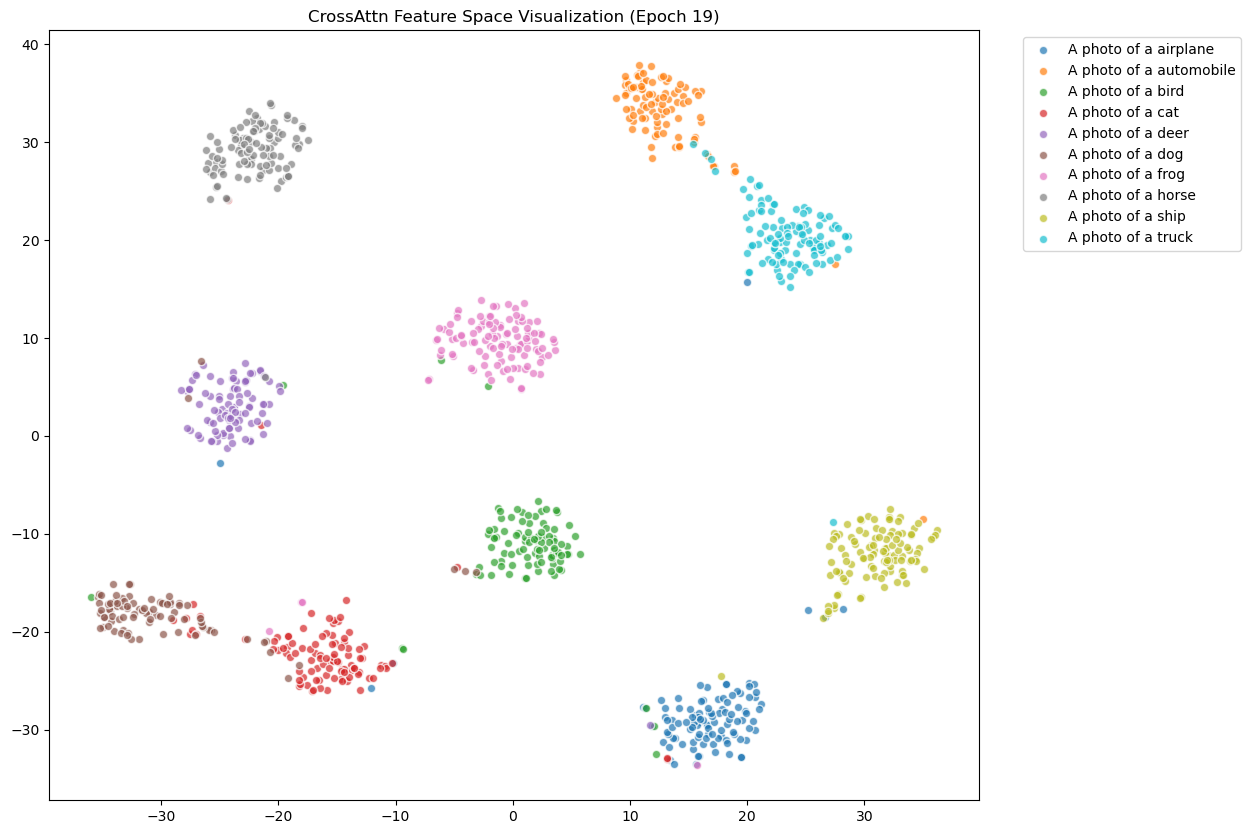 CrossAttn Feature Space Visualization (Epoch 19)
40
30
20
10
0
−10
−20
−30
−30
−20
−10
0
10
20
30
A photo of a airplane
A photo of a automobile
A photo of a bird
A photo of a cat
A photo of a deer
A photo of a dog
A photo of a frog
A photo of a horse
A photo of a ship
A photo of a truck